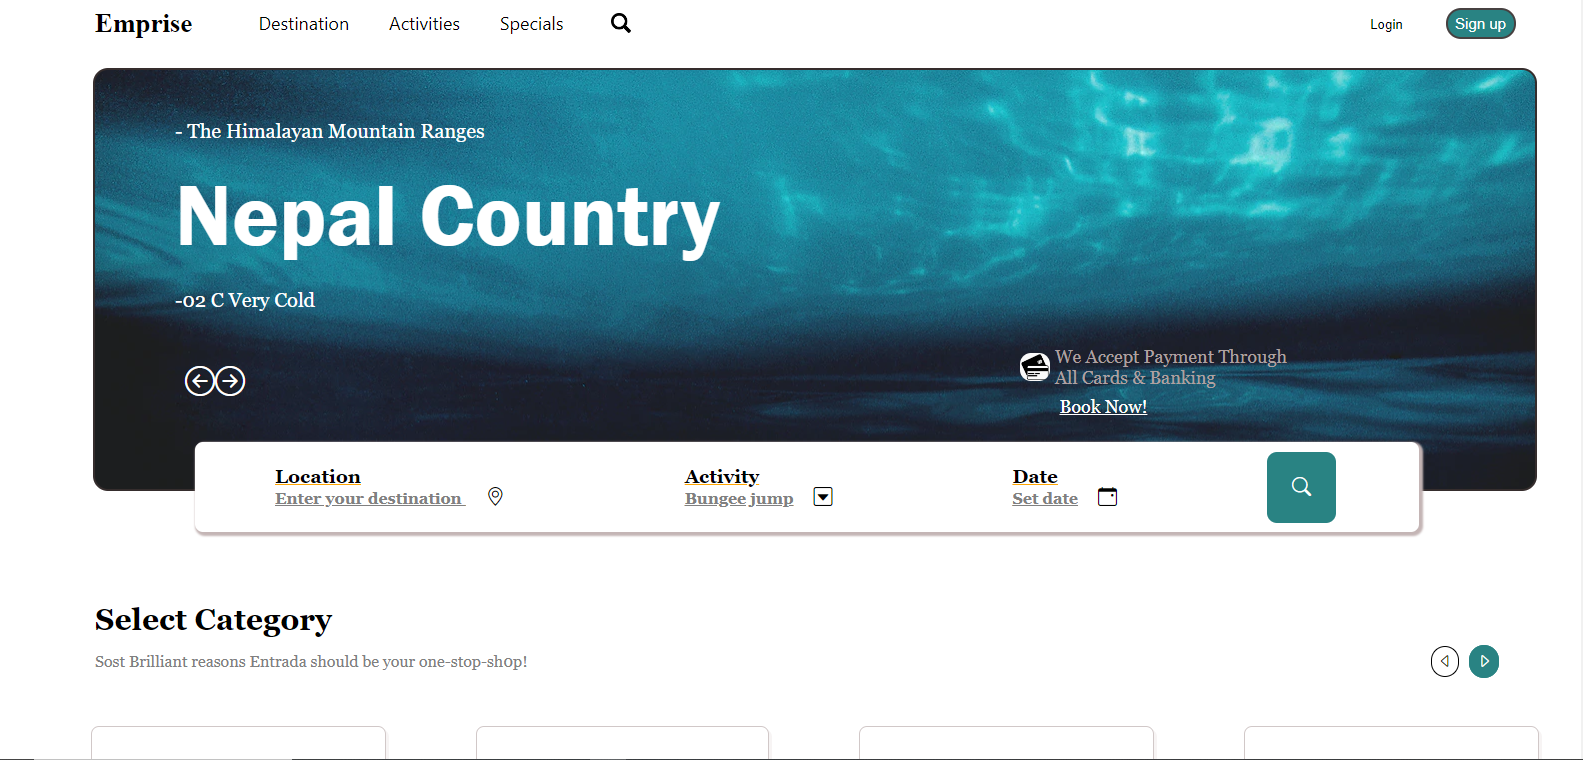 Emprise
Destination
Activities
Specials
Login
Sign up
- The Himalayan Mountain Ranges
Nepal Country
-02 C Very Cold
We Accept Payment Through
All Cards & Banking
Book Now!
Location
Enter your destination
Activity
Bungee jump
Date
Set date
Select Category
Sost Brilliant reasons Entrada should be your one-stop-sh0p!